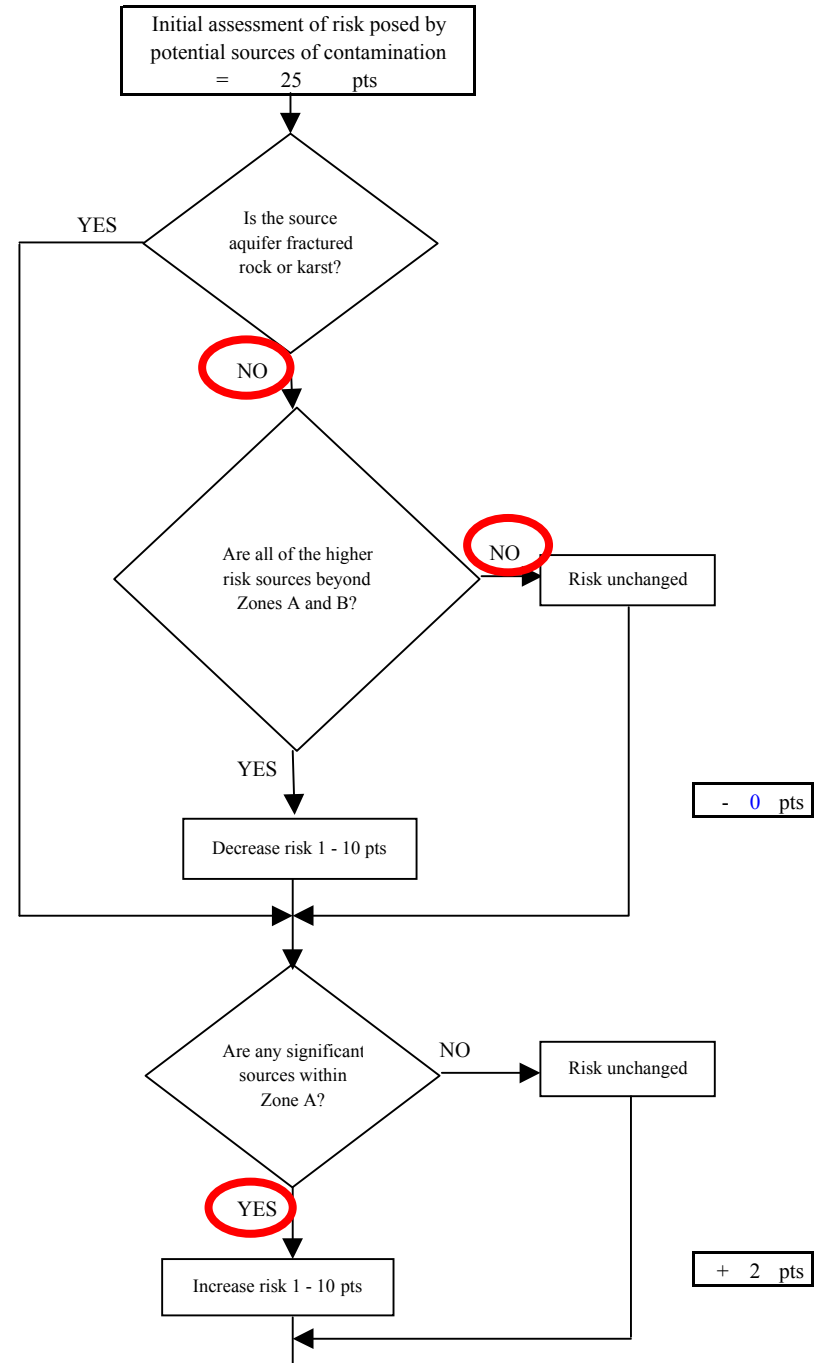 Initial assessment of risk posed by
potential sources of contamination
= 25 pts
YES
Is the source
aquifer fractured
rock or karst?
NO
Are all of the higher
risk sources beyond
Zones A and B?
NO
Risk unchanged
YES
- 0 pts
Decrease risk 1 - 10 pts
Are any significant
sources within
Zone A?
NO
Risk unchanged
YES
+ 2 pts
Increase risk 1 - 10 pts